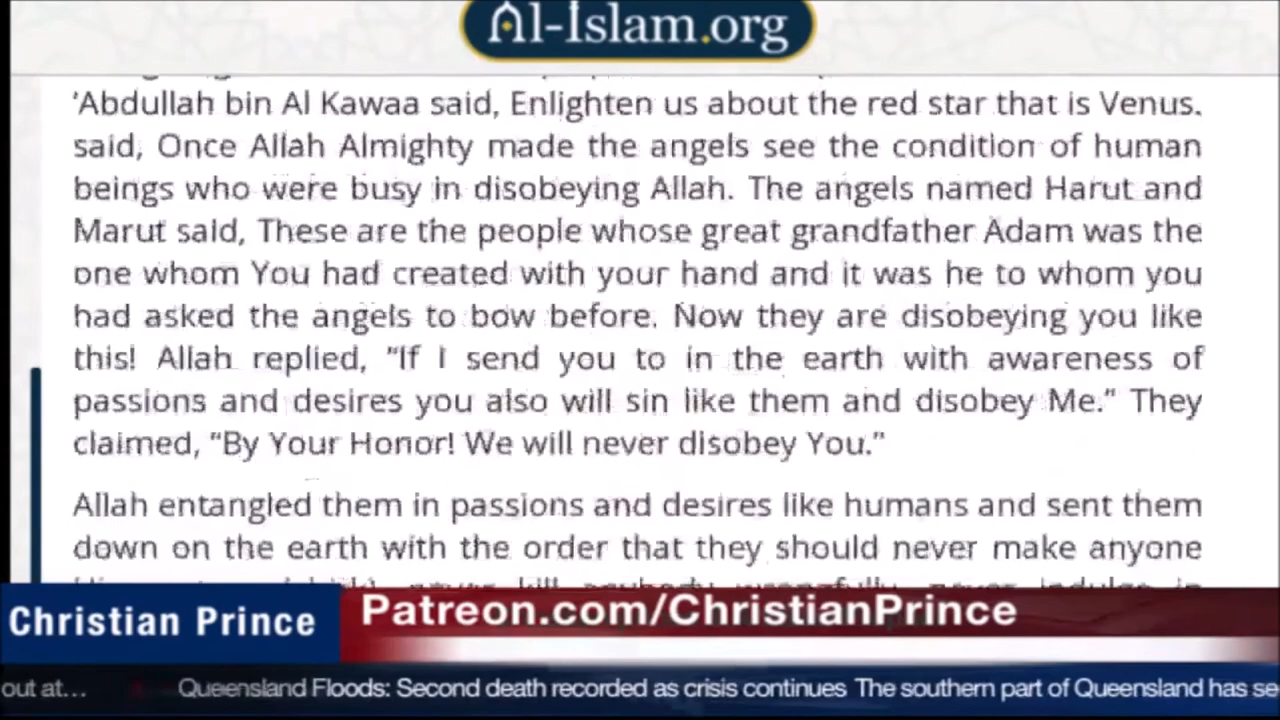 Al-Islam.org
'Abdullah bin Al Kawaa said, Enlighten us about the red star that is Venus.
said, Once Allah Almighty made the angels see the condition of human
beings who were busy in disobeying Allah. The angels named Harut and
Marut said, These are the people whose great grandfather Adam was the
one whom You had created with your hand and it was he to whom you
had asked the angels to bow before. Now they are disobeying you like
this! Allah replied, "If I send you to in the earth with awareness of
passions and desires you also will sin like them and disobey Me." They
claimed, "By Your Honor! We will never disobey You."
Allah entangled them in passions and desires like humans and sent them
down on the earth with the order that they should never make anyone
Christian Prince
Patreon.com/ChristianPrince
out at... Queensland Floods: Second death recorded as crisis continues The southern part of Queensland has se